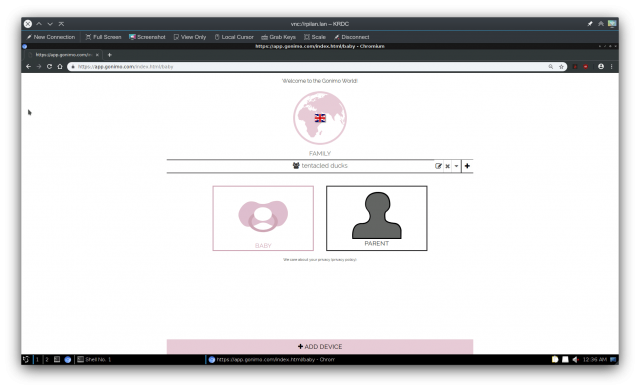 vnc://rpilan.lan – KRDC
New Connection Full Screen Screenshot View Only Local Cursor Grab Keys Scale Disconnect
https://app.gonimo.com/index.html/baby - Chromium
https://app.gonimo.com/in
https://app.gonimo.com/index.html/baby
Welcome to the Gonimo World!
FAMILY
tentacled ducks
BABY
PARENT
We care about your privacy (privacy policy)
+ ADD DEVICE
1 2 Shell No. 1 https://app.gonimo.com/index.html/baby - Chrom 12:36 AM